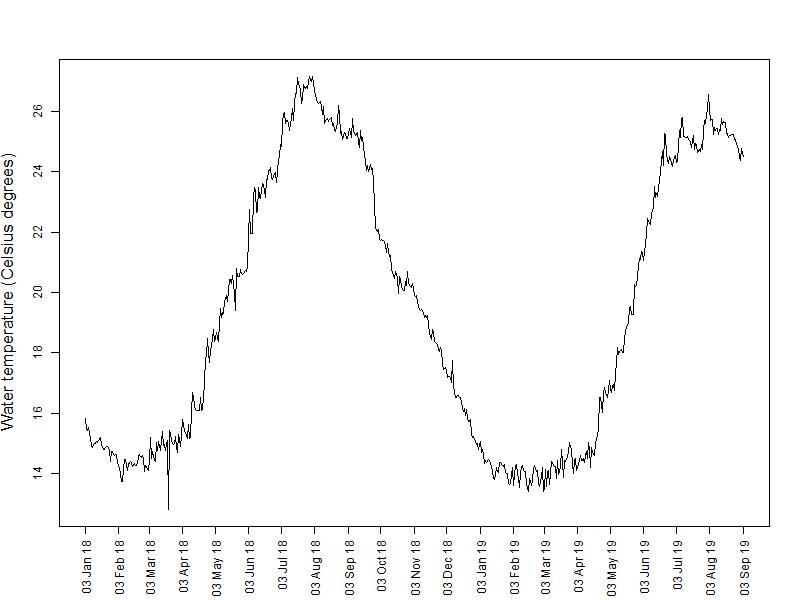 Water temperature (Celsius degrees)
26
24
22
20
18
16
14
03 Jan 18
03 Feb 18
03 Mar 18
03 Apr 18
03 May 18
03 Jun 18
03 Jul 18
03 Aug 18
03 Sep 18
03 Oct 18
03 Nov 18
03 Dec 18
03 Jan 19
03 Feb 19
03 Mar 19
03 Apr 19
03 May 19
03 Jun 19
03 Jul 19
03 Aug 19
03 Sep 19